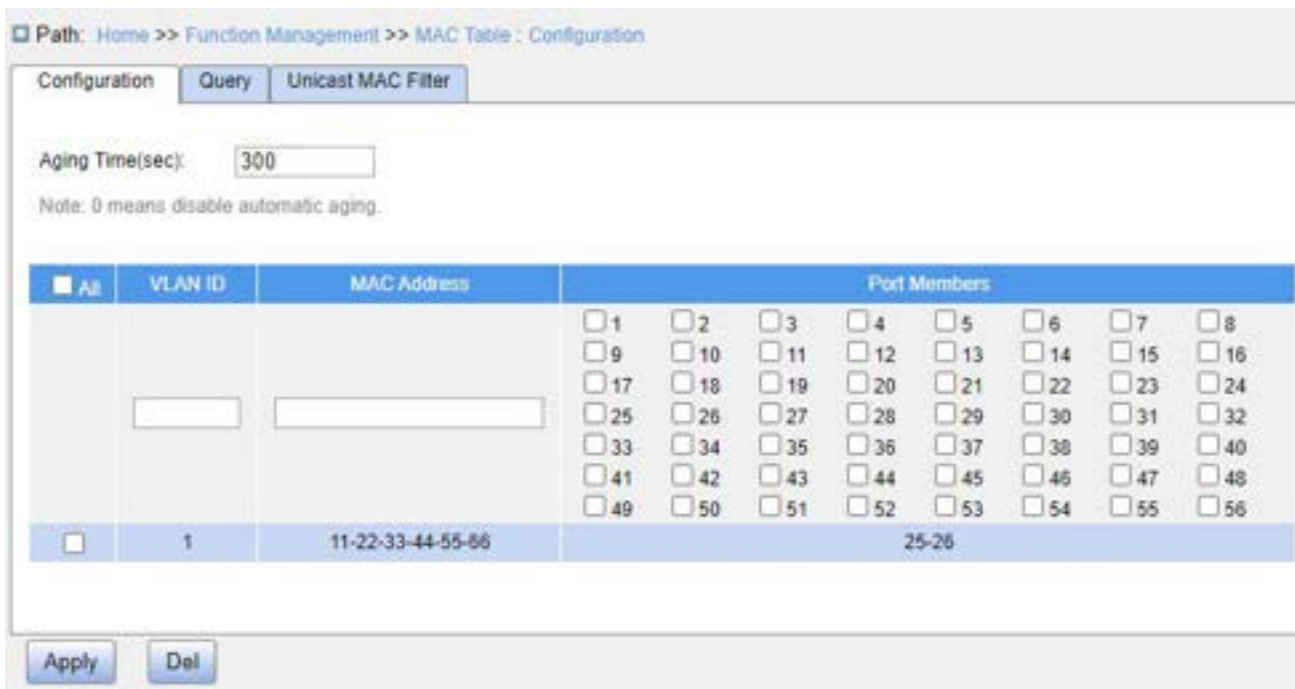 Path: Home >> Function Management >> MAC Table : Configuration
Configuration Query Unicast MAC Filter
Aging Time(sec): 300
Note: 0 means disable automatic aging.
All VLAN ID MAC Address Port Members
1 2 3 4 5 6 7 8
9 10 11 12 13 14 15 16
17 18 19 20 21 22 23 24
25 26 27 28 29 30 31 32
33 34 35 36 37 38 39 40
41 42 43 44 45 46 47 48
49 50 51 52 53 54 55 56
1 11-22-33-44-55-66 25-26
Apply Del